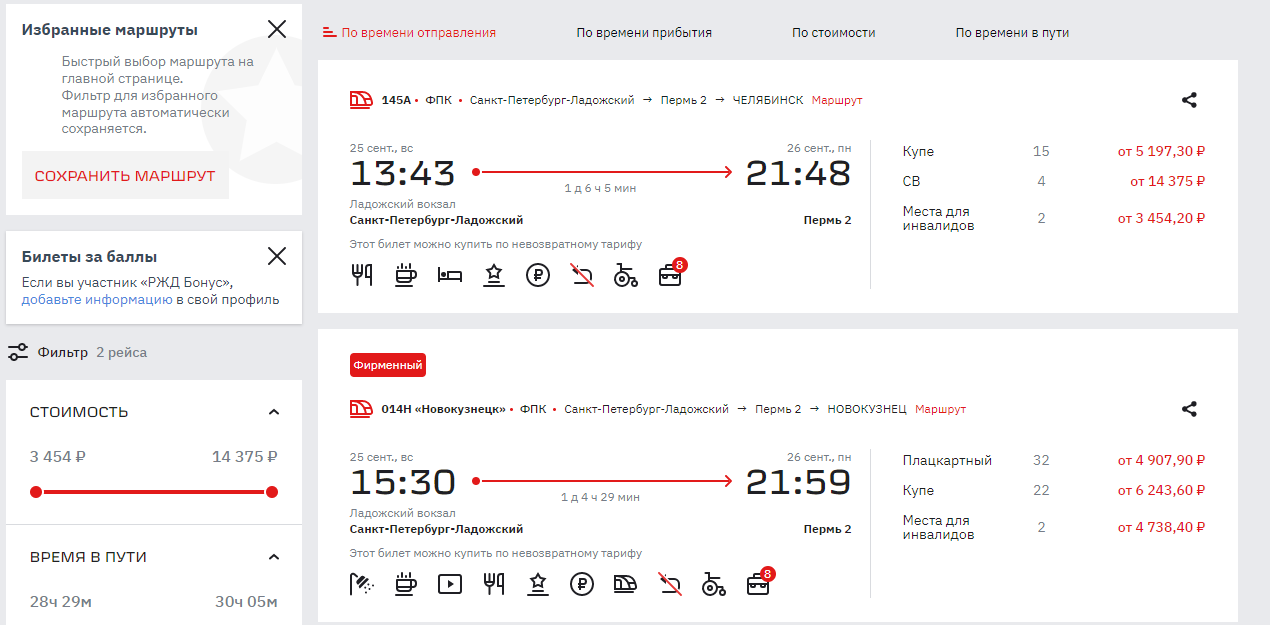 Избранные маршруты
Быстрый выбор маршрута на
главной странице.
Фильтр для избранного
маршрута автоматически
сохраняется.
СОХРАНИТЬ МАРШРУТ
Билеты за баллы
Если вы участник «РЖД Бонус»,
добавьте информацию в свой профиль
Фильтр 2 рейса
СТОИМОСТЬ
3 454 ₽ 14 375 ₽
ВРЕМЯ В ПУТИ
28ч 29м 30ч 05м
По времени отправления По времени прибытия По стоимости По времени в пути
145А • ФПК • Санкт-Петербург-Ладожский → Пермь 2 → ЧЕЛЯБИНСК Маршрут
25 сент., вс 26 сент., пн
13:43 21:48
1 д 6 ч 5 мин
Ладожский вокзал
Санкт-Петербург-Ладожский Пермь 2
Этот билет можно купить по невозвратному тарифу
8
Купе 15 от 5 197,30 ₽
СВ 4 от 14 375 ₽
Места для
инвалидов 2 от 3 454,20 ₽
Фирменный
014Н «Новокузнецк» • ФПК • Санкт-Петербург-Ладожский → Пермь 2 → НОВОКУЗНЕЦ Маршрут
25 сент., вс 26 сент., пн
15:30 21:59
1 д 4 ч 29 мин
Ладожский вокзал
Санкт-Петербург-Ладожский Пермь 2
Этот билет можно купить по невозвратному тарифу
8
Плацкартный 32 от 4 907,90 ₽
Купе 22 от 6 243,60 ₽
Места для
инвалидов 2 от 4 738,40 ₽